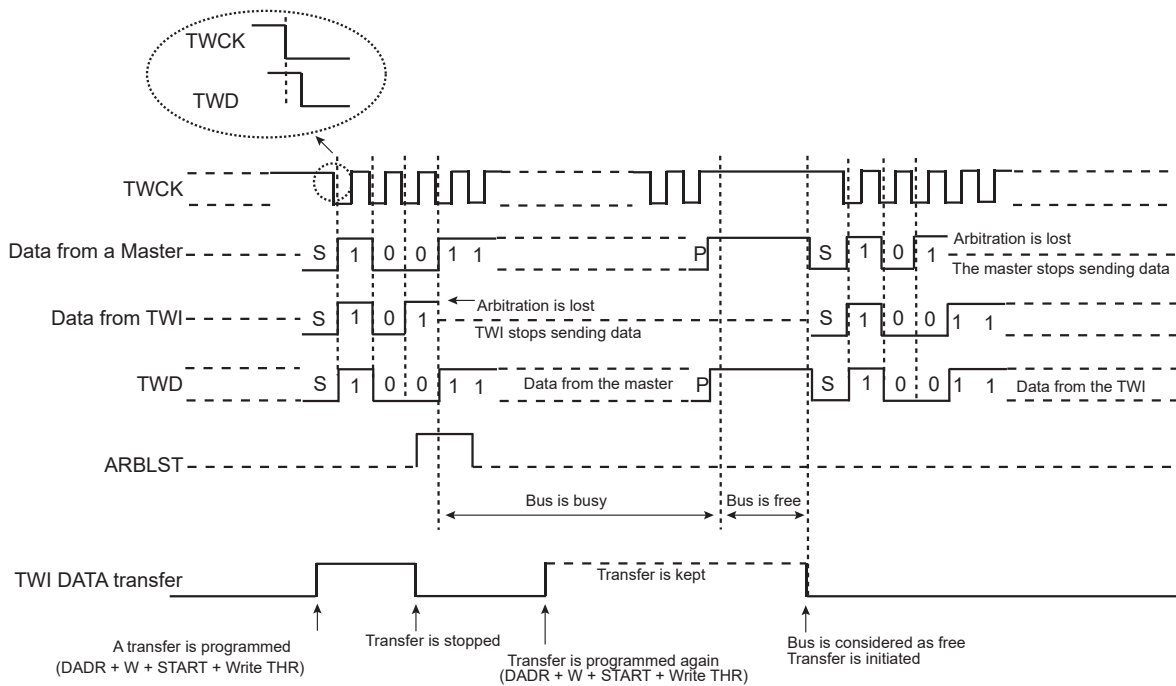 TWCK
TWD
TWCK
Data from a Master S 1 0 0 1 1 P S 1 0 1 Arbitration is lost
The master stops sending data
Data from TWI S 1 0 1 Arbitration is lost
TWI stops sending data S 1 0 0 1 1
TWD S 1 0 0 1 1 Data from the master P S 1 0 0 1 1 Data from the TWI
ARBLST
Bus is busy Bus is free
TWI DATA transfer Transfer is kept
A transfer is programmed
(DADR + W + START + Write THR)
Transfer is stopped
Transfer is programmed again
(DADR + W + START + Write THR)
Bus is considered as free
Transfer is initiated